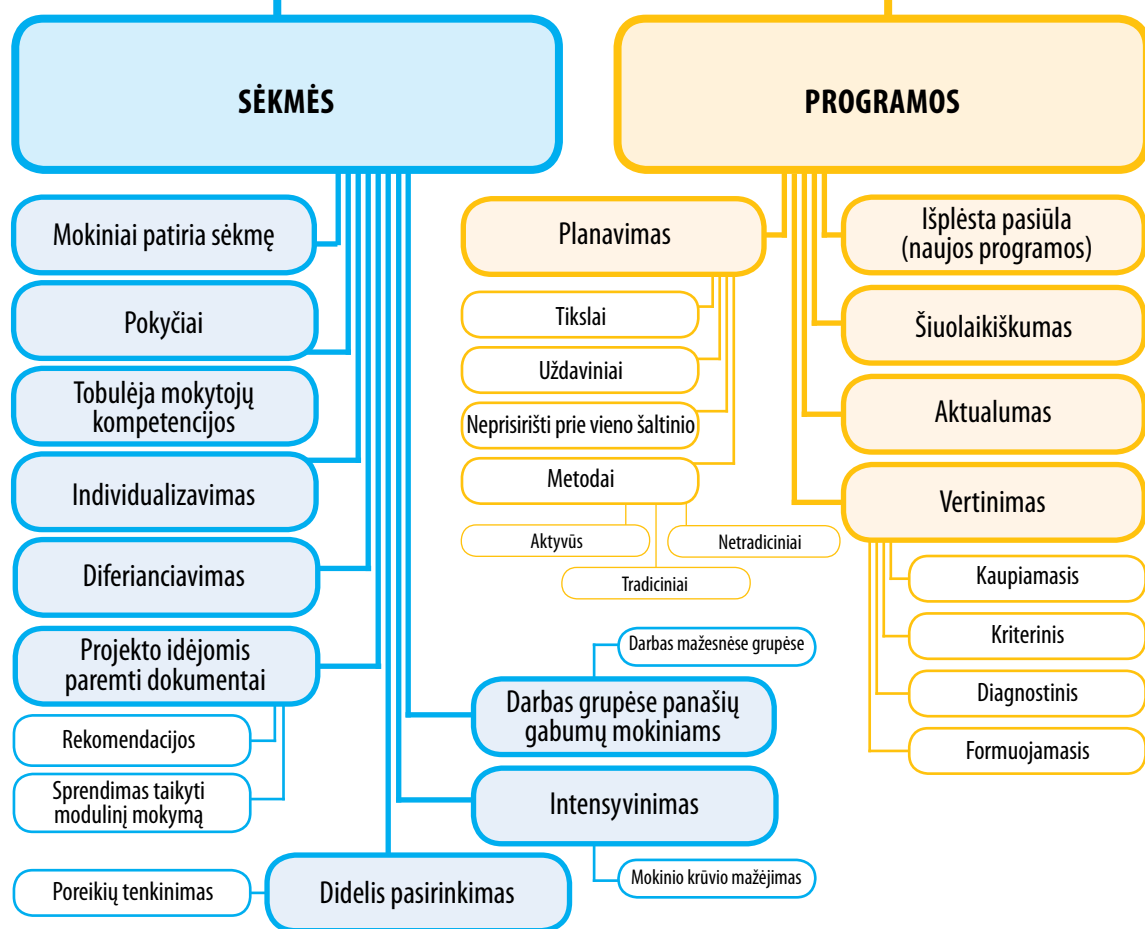 SĖKMĖS
Mokiniai patiria sėkmę
Pokyčiai
Tobulėja mokytojų
kompetencijos
Individualizavimas
Diferianciavimas
Projekto idėjomis
paremti dokumentai
Rekomendacijos
Sprendimas taikyti
modulinį mokymą
Poreikių tenkinimas
Didelis pasirinkimas
Darbas mažesnėse grupėse
Darbas grupėse panašių
gabumų mokiniams
Intensyvinimas
Mokinio krūvio mažėjimas
PROGRAMOS
Planavimas
Tikslai
Uždaviniai
Neprisirišti prie vieno šaltinio
Metodai
Aktyvūs
Netradiciniai
Tradiciniai
Išplėsta pasiūla
(naujos programos)
Šiuolaikiškumas
Aktualumas
Vertinimas
Kaupiamasis
Kriterinis
Diagnostinis
Formuojamasis